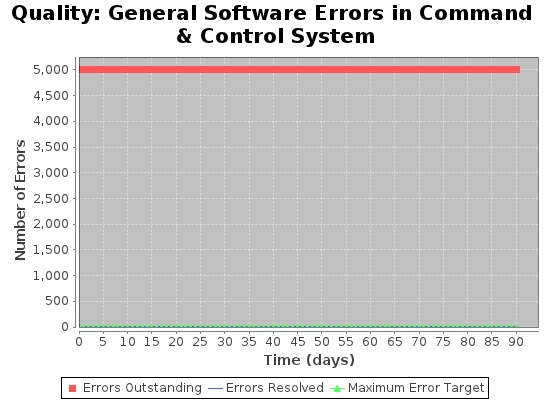 Quality: General Software Errors in Command
& Control System
Number of Errors
5,000
4,500
4,000
3,500
3,000
2,500
2,000
1,500
1,000
500
0
0 5 10 15 20 25 30 35 40 45 50 55 60 65 70 75 80 85 90
Time (days)
Errors Outstanding Errors Resolved Maximum Error Target